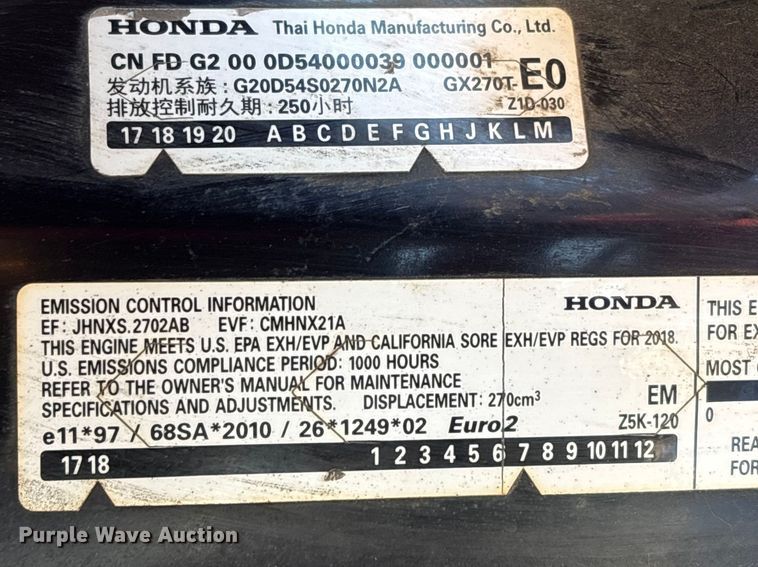 HONDA Thai Honda Manufacturing Co., Ltd.
CN FD G2 00 0D54000039 000001
发动机系族：G20D54S0270N2A GX270T-E0
排放控制耐久期：250小时 Z1D-030
17 18 19 20 A B C D E F G H J K L M
EMISSION CONTROL INFORMATION HONDA
EF: JHNXS.2702AB EVF: CMHNX21A
THIS ENGINE MEETS U.S. EPA EXH/EVP AND CALIFORNIA SORE EXH/EVP REGS FOR 2018.
U.S. EMISSIONS COMPLIANCE PERIOD: 1000 HOURS
REFER TO THE OWNER'S MANUAL FOR MAINTENANCE
SPECIFICATIONS AND ADJUSTMENTS. DISPLACEMENT: 270cm³ EM
e11*97 / 68SA*2010 / 26*1249*02 Euro2 Z5K-120
17 18 1 2 3 4 5 6 7 8 9 10 11 12
THIS E
FOR EX
MOST
0
REA
FOR
Purple Wave Auction